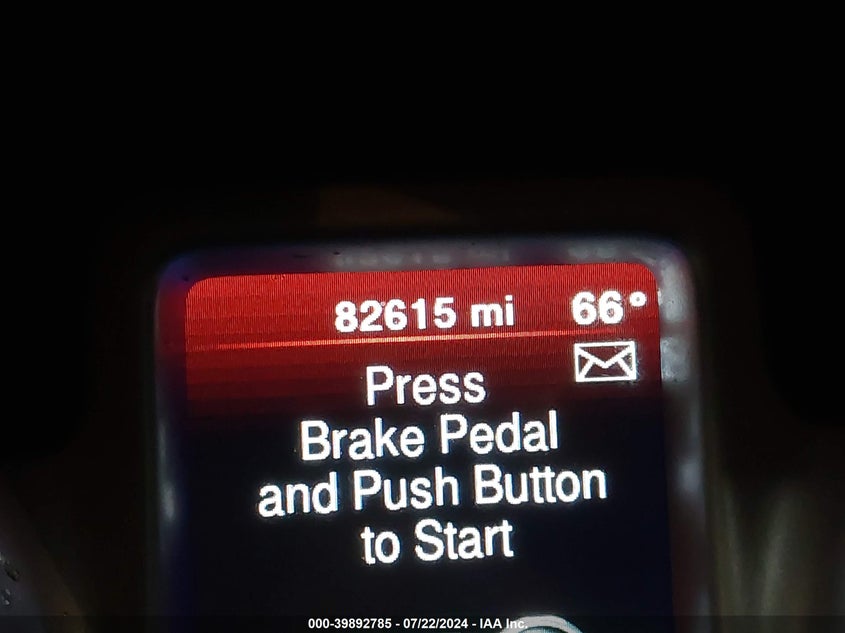 82615 mi 66°
Press
Brake Pedal
and Push Button
to Start
000-39892785 - 07/22/2024 - IAA Inc.